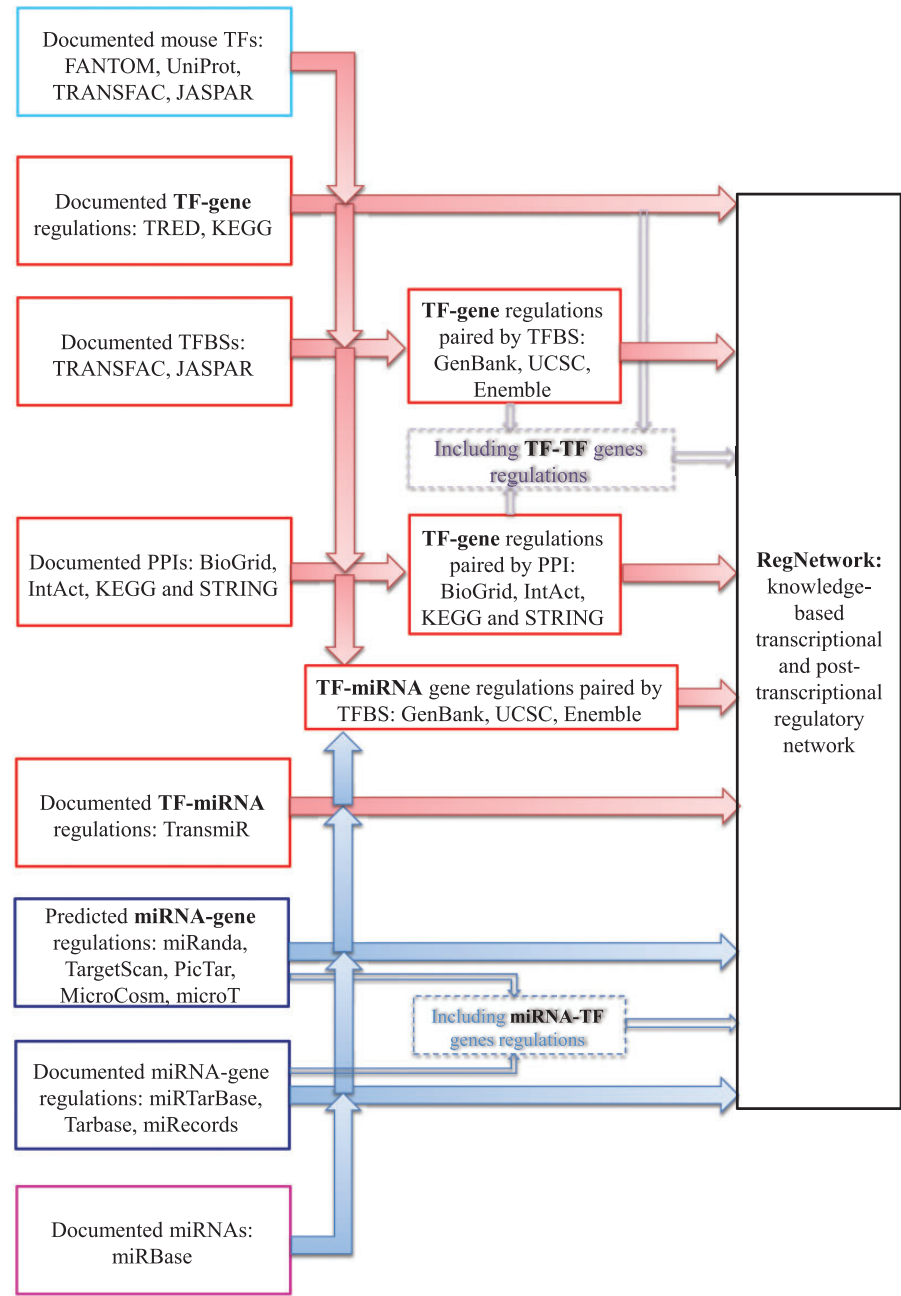 Documented mouse TFs:
FANTOM, UniProt,
TRANSFAC, JASPAR
Documented TF-gene
regulations: TRED, KEGG
Documented TFBSs:
TRANSFAC, JASPAR
TF-gene regulations
paired by TFBS:
GenBank, UCSC,
Enemble
Including TF-TF genes
regulations
Documented PPIs: BioGrid,
IntAct, KEGG and STRING
TF-gene regulations
paired by PPI:
BioGrid, IntAct,
KEGG and STRING
RegNetwork:
knowledge-
based
transcriptional
and post-
transcriptional
regulatory
network
TF-miRNA gene regulations paired by
TFBS: GenBank, UCSC, Enemble
Documented TF-miRNA
regulations: TransmiR
Predicted miRNA-gene
regulations: miRanda,
TargetScan, PicTar,
MicroCosm, microT
Including miRNA-TF
genes regulations
Documented miRNA-gene
regulations: miRTarBase,
Tarbase, miRecords
Documented miRNAs:
miRBase